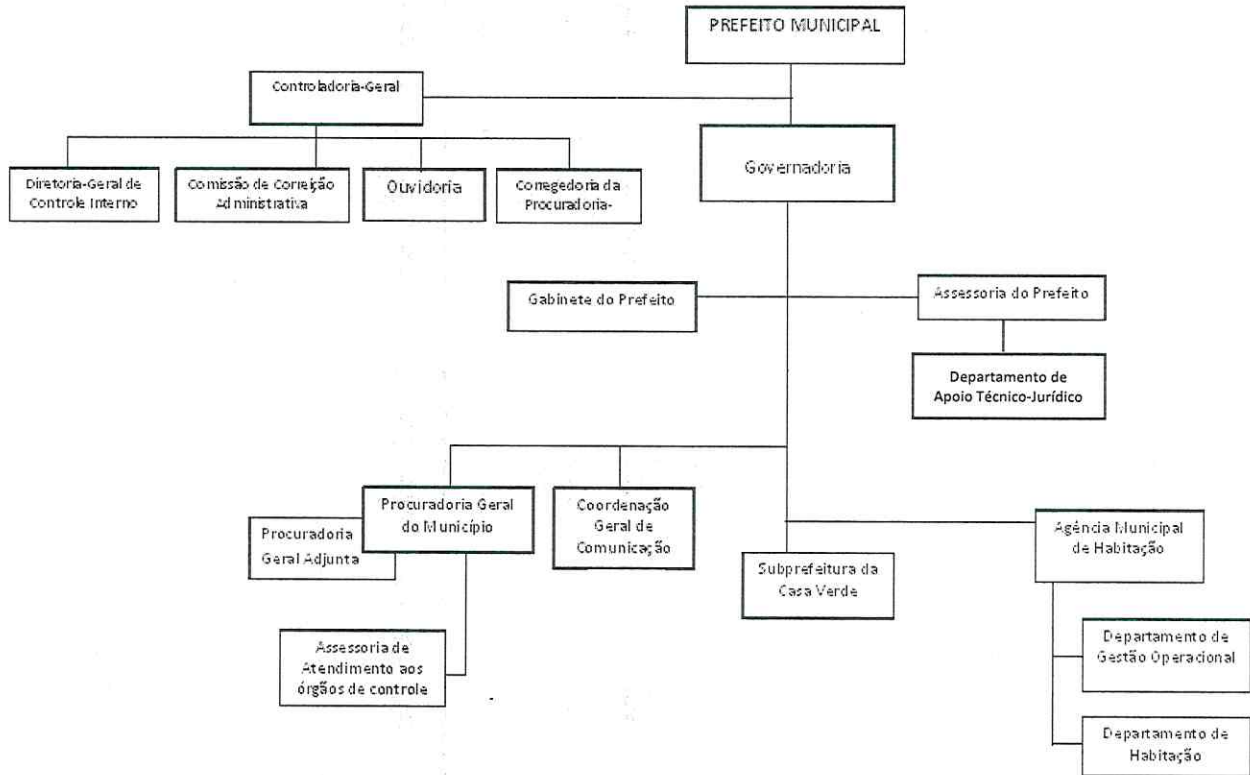 PREFEITO MUNICIPAL
Controladoria-Geral
Governadoria
Diretoria-Geral de
Controle Interno
Comissão de Correição
Administrativa
Ouvidoria
Corregedoria da
Procuradoria-
Gabinete do Prefeito
Assessoria do Prefeito
Departamento de
Apoio Técnico-Jurídico
Procuradoria Geral
do Município
Procuradoria
Geral Adjunta
Coordenação
Geral de
Comunicação
Subprefeitura da
Casa Verde
Agência Municipal
de Habitação
Assessoria de
Atendimento aos
órgãos de controle
Departamento de
Gestão Operacional
Departamento de
Habitação